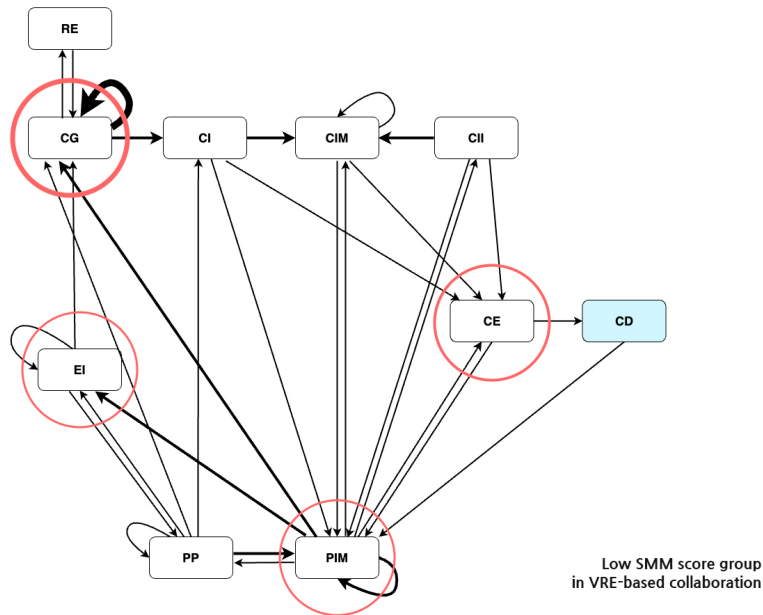 RE
CG
CI
CIM
CII
CE
CD
EI
PP
PIM
Low SMM score group
in VRE-based collaboration